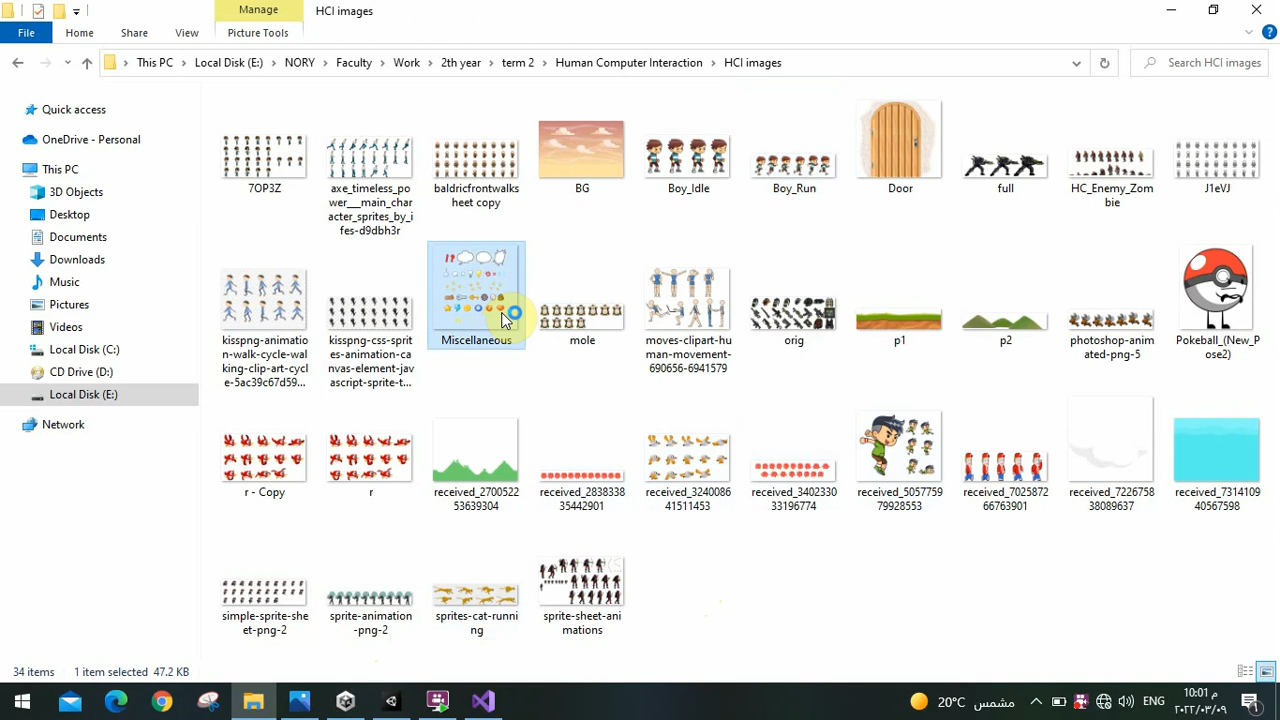 Manage
HCI images
File
Home
Share
View
Picture Tools
This PC
Local Disk (E:)
NORY
Faculty
Work
2th year
term 2
Human Computer Interaction
HCI images
Search HCI images
Quick access
OneDrive - Personal
This PC
3D Objects
Desktop
Documents
Downloads
Music
Pictures
Videos
Local Disk (C:)
CD Drive (D:)
Local Disk (E:)
Network
7OP3Z
axe_timeless_po
wer___main_char
acter_sprites_by_i
fes-d9dbh3r
baldricfrontwalks
heet copy
BG
Boy_Idle
Boy_Run
Door
full
HC_Enemy_Zom
bie
J1eVJ
kisspng-animatio
n-walk-cycle-wal
king-clip-art-cycl
e-5ac39c67d59...
kisspng-css-sprit
es-animation-ca
nvas-element-jav
ascript-sprite-t...
Miscellaneous
mole
moves-clipart-hu
man-movement-
690656-6941579
orig
p1
p2
photoshop-anim
ated-png-5
Pokeball_(New_P
ose2)
r - Copy
r
received_2700522
53639304
received_2838338
35442901
received_3240086
41511453
received_3402330
33196774
received_5057759
79928553
received_7025872
66763901
received_7226758
38089637
received_7314109
40567598
simple-sprite-she
et-png-2
sprite-animation
-png-2
sprites-cat-runni
ng
sprite-sheet-ani
mations
34 items
1 item selected 47.2 KB
20°C مشمس
ENG
10:01 م
٢٠٢٢/٠٣/٠٩
1